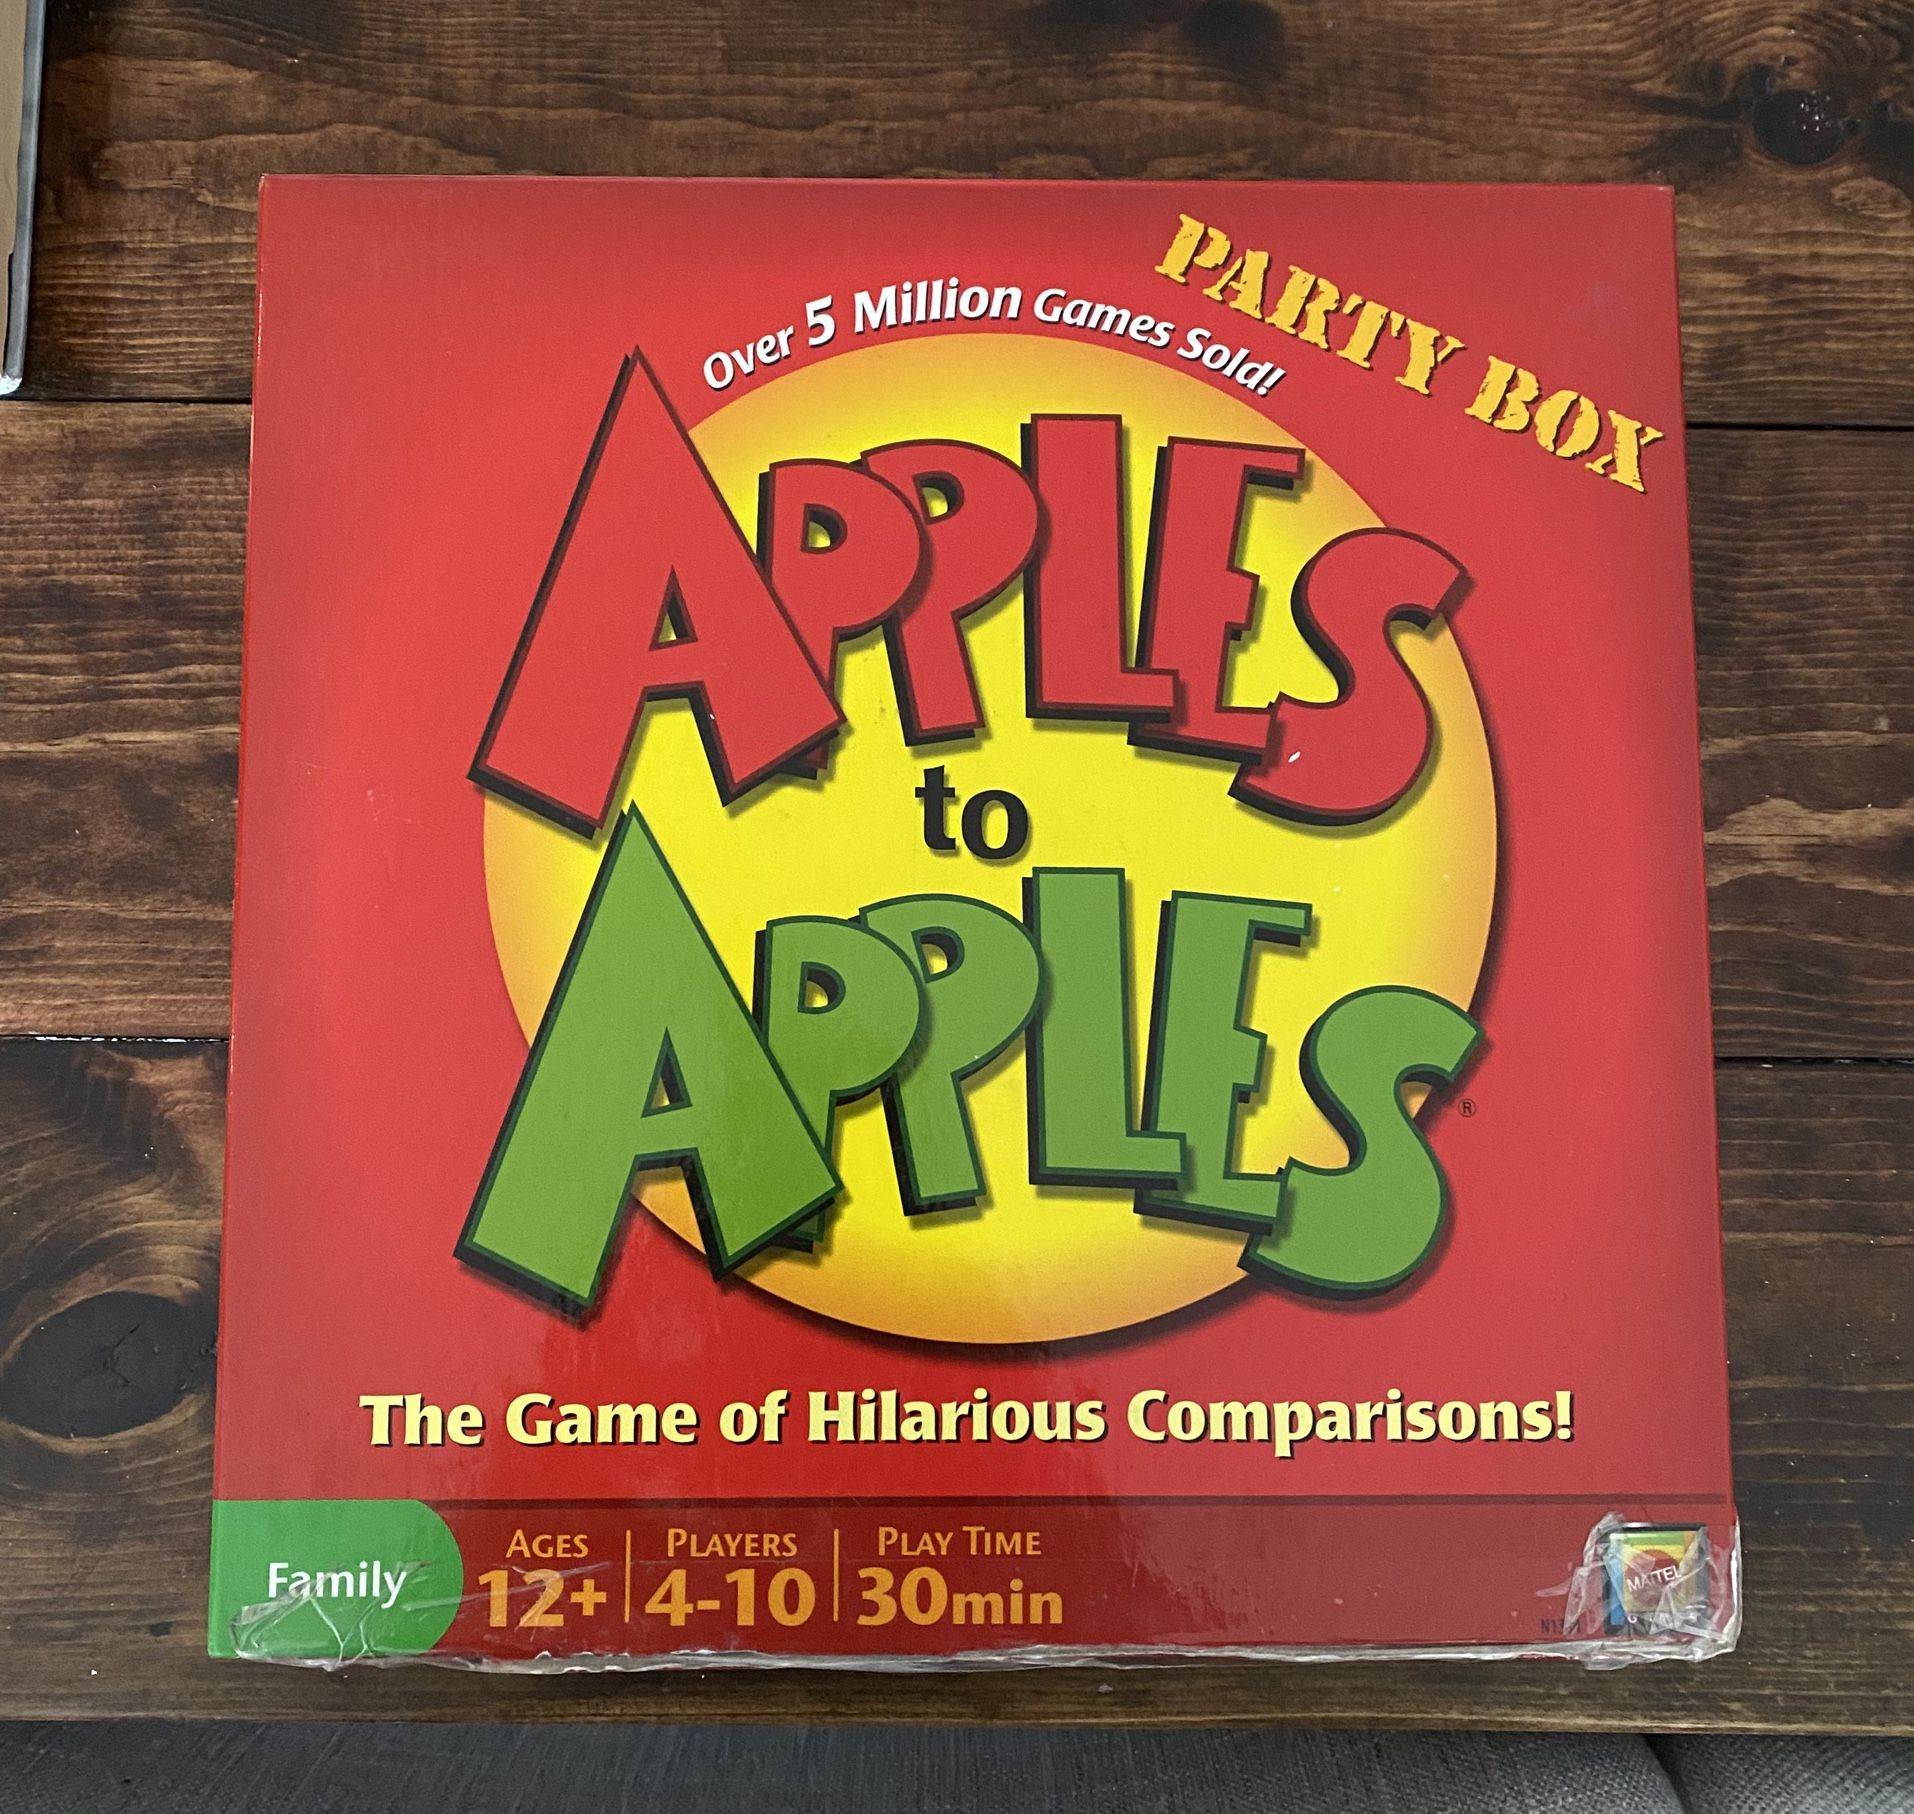 PARTY BOX
Over 5 Million Games Sold!
APPLES
to
APPLES®
The Game of Hilarious Comparisons!
Family
AGES
12+
PLAYERS
4-10
PLAY TIME
30min
MATTEL